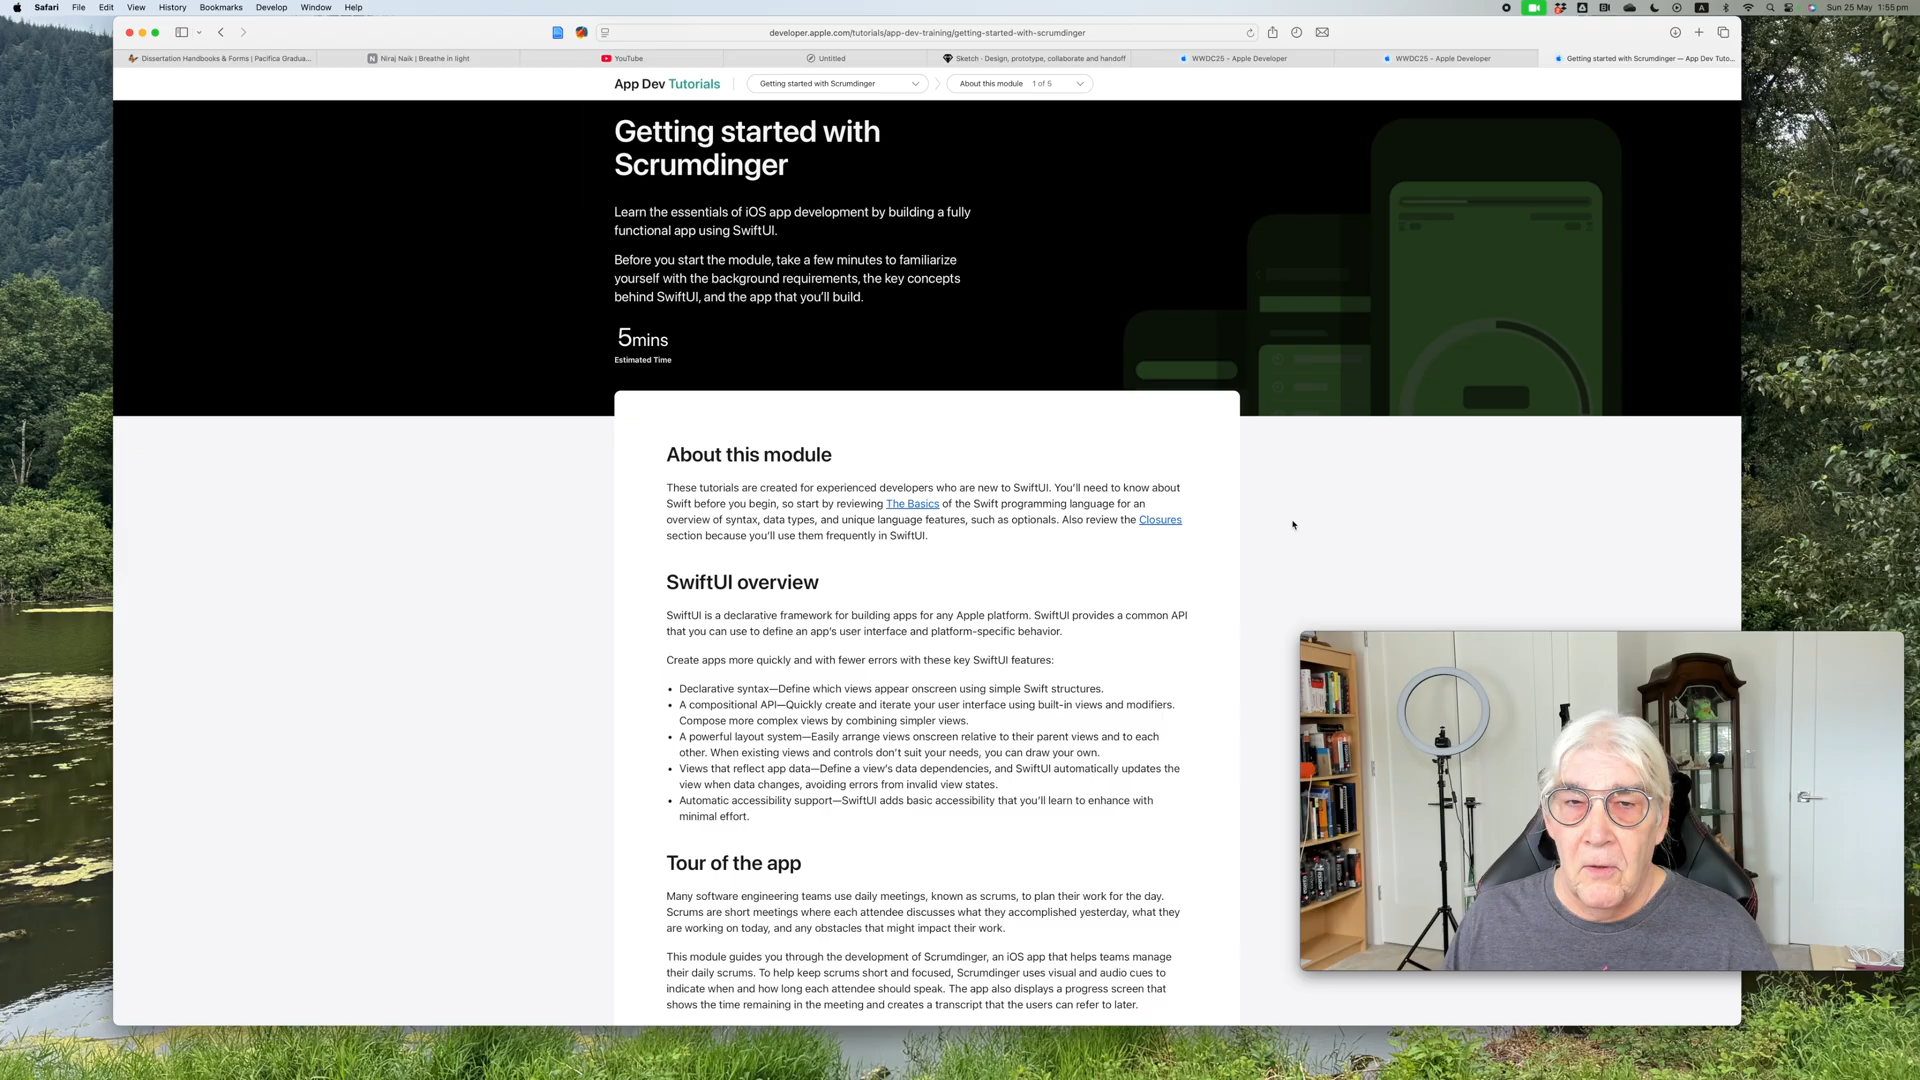 Safari File Edit View History Bookmarks Develop Window Help
Sun 25 May 1:55 pm
developer.apple.com/tutorials/app-dev-training/getting-started-with-scrumdinger
Dissertation Handbooks & Forms | Pacifica Gradua...
Niraj Naik | Breathe in light
YouTube
Untitled
Sketch · Design, prototype, collaborate and handoff
WWDC25 - Apple Developer
WWDC25 - Apple Developer
Getting started with Scrumdinger — App Dev Tuto...
App Dev Tutorials
Getting started with Scrumdinger
About this module 1 of 5
Getting started with
Scrumdinger
Learn the essentials of iOS app development by building a fully
functional app using SwiftUI.
Before you start the module, take a few minutes to familiarize
yourself with the background requirements, the key concepts
behind SwiftUI, and the app that you'll build.
5mins
Estimated Time
About this module
These tutorials are created for experienced developers who are new to SwiftUI. You'll need to know about
Swift before you begin, so start by reviewing The Basics of the Swift programming language for an
overview of syntax, data types, and unique language features, such as optionals. Also review the Closures
section because you'll use them frequently in SwiftUI.
SwiftUI overview
SwiftUI is a declarative framework for building apps for any Apple platform. SwiftUI provides a common API
that you can use to define an app's user interface and platform-specific behavior.
Create apps more quickly and with fewer errors with these key SwiftUI features:
• Declarative syntax—Define which views appear onscreen using simple Swift structures.
• A compositional API—Quickly create and iterate your user interface using built-in views and modifiers.
Compose more complex views by combining simpler views.
• A powerful layout system—Easily arrange views onscreen relative to their parent views and to each
other. When existing views and controls don't suit your needs, you can draw your own.
• Views that reflect app data—Define a view's data dependencies, and SwiftUI automatically updates the
view when data changes, avoiding errors from invalid view states.
• Automatic accessibility support—SwiftUI adds basic accessibility that you'll learn to enhance with
minimal effort.
Tour of the app
Many software engineering teams use daily meetings, known as scrums, to plan their work for the day.
Scrums are short meetings where each attendee discusses what they accomplished yesterday, what they
are working on today, and any obstacles that might impact their work.
This module guides you through the development of Scrumdinger, an iOS app that helps teams manage
their daily scrums. To help keep scrums short and focused, Scrumdinger uses visual and audio cues to
indicate when and how long each attendee should speak. The app also displays a progress screen that
shows the time remaining in the meeting and creates a transcript that the users can refer to later.